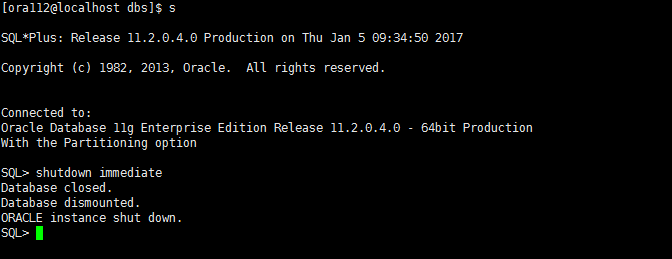 [ora112@localhost dbs]$ s
SQL*Plus: Release 11.2.0.4.0 Production on Thu Jan 5 09:34:50 2017
Copyright (c) 1982, 2013, Oracle.  All rights reserved.
Connected to:
Oracle Database 11g Enterprise Edition Release 11.2.0.4.0 - 64bit Production
With the Partitioning option
SQL> shutdown immediate
Database closed.
Database dismounted.
ORACLE instance shut down.
SQL>